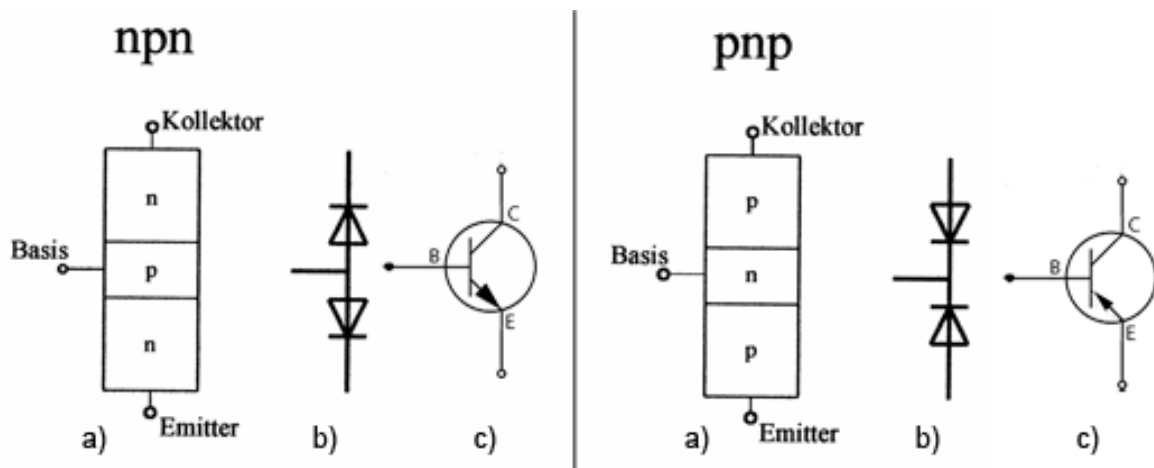 npn
Kollektor
n
Basis
p
n
Emitter
B
C
E
a)
b)
c)
pnp
Kollektor
p
Basis
n
p
Emitter
B
C
E
a)
b)
c)